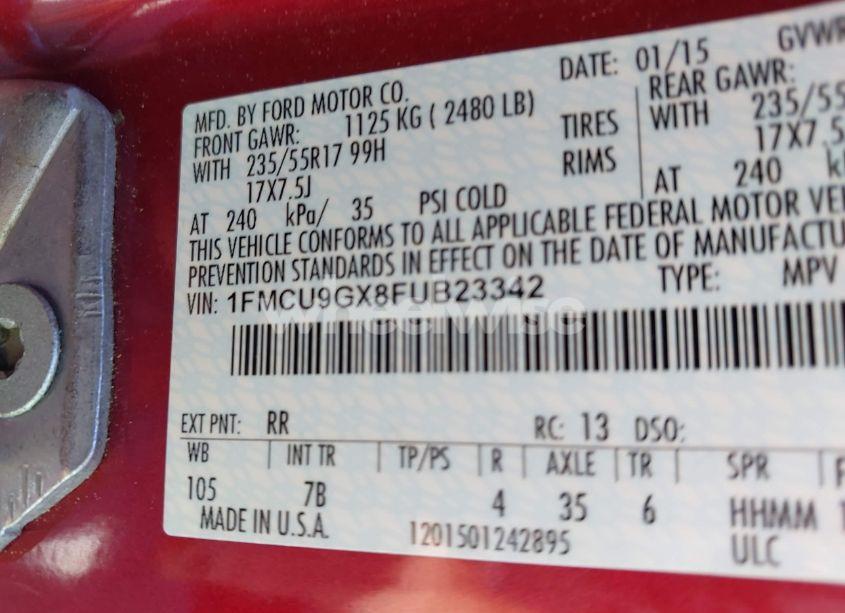 MFD. BY FORD MOTOR CO. DATE: 01/15 GVWR
FRONT GAWR: 1125 KG ( 2480 LB) REAR GAWR:
WITH 235/55R17 99H TIRES WITH 235/55
17X7.5J RIMS 17X7.5
AT 240 kPa/ 35 PSI COLD AT 240
THIS VEHICLE CONFORMS TO ALL APPLICABLE FEDERAL MOTOR VEH
PREVENTION STANDARDS IN EFFECT ON THE DATE OF MANUFACTU
VIN: 1FMCU9GX8FUB23342 TYPE: MPV
wheelwise
EXT PNT: RR RC: 13 DSO:
WB INT TR TP/PS R AXLE TR SPR
105 7B 4 35 6 HHMM
MADE IN U.S.A. 1201501242895 ULC